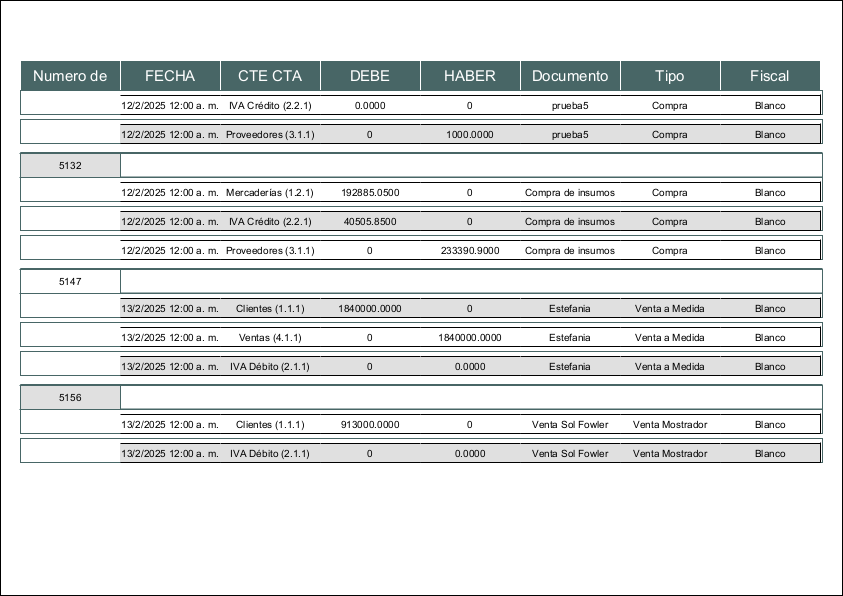 Numero de FECHA CTE CTA DEBE HABER Documento Tipo Fiscal
12/2/2025 12:00 a. m. IVA Crédito (2.2.1) 0.0000 0 prueba5 Compra Blanco
12/2/2025 12:00 a. m. Proveedores (3.1.1) 0 1000.0000 prueba5 Compra Blanco
5132
12/2/2025 12:00 a. m. Mercaderías (1.2.1) 192885.0500 0 Compra de insumos Compra Blanco
12/2/2025 12:00 a. m. IVA Crédito (2.2.1) 40505.8500 0 Compra de insumos Compra Blanco
12/2/2025 12:00 a. m. Proveedores (3.1.1) 0 233390.9000 Compra de insumos Compra Blanco
5147
13/2/2025 12:00 a. m. Clientes (1.1.1) 1840000.0000 0 Estefania Venta a Medida Blanco
13/2/2025 12:00 a. m. Ventas (4.1.1) 0 1840000.0000 Estefania Venta a Medida Blanco
13/2/2025 12:00 a. m. IVA Débito (2.1.1) 0 0.0000 Estefania Venta a Medida Blanco
5156
13/2/2025 12:00 a. m. Clientes (1.1.1) 913000.0000 0 Venta Sol Fowler Venta Mostrador Blanco
13/2/2025 12:00 a. m. IVA Débito (2.1.1) 0 0.0000 Venta Sol Fowler Venta Mostrador Blanco